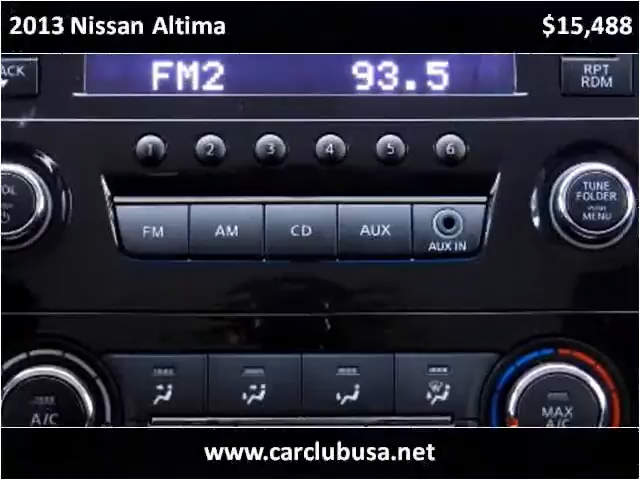 2013 Nissan Altima $15,488
FM2 93.5
RPT
RDM
1 2 3 4 5 6
TUNE
FOLDER
PUSH
MENU
FM AM CD AUX
AUX IN
A/C
MAX
A/C
www.carclubusa.net